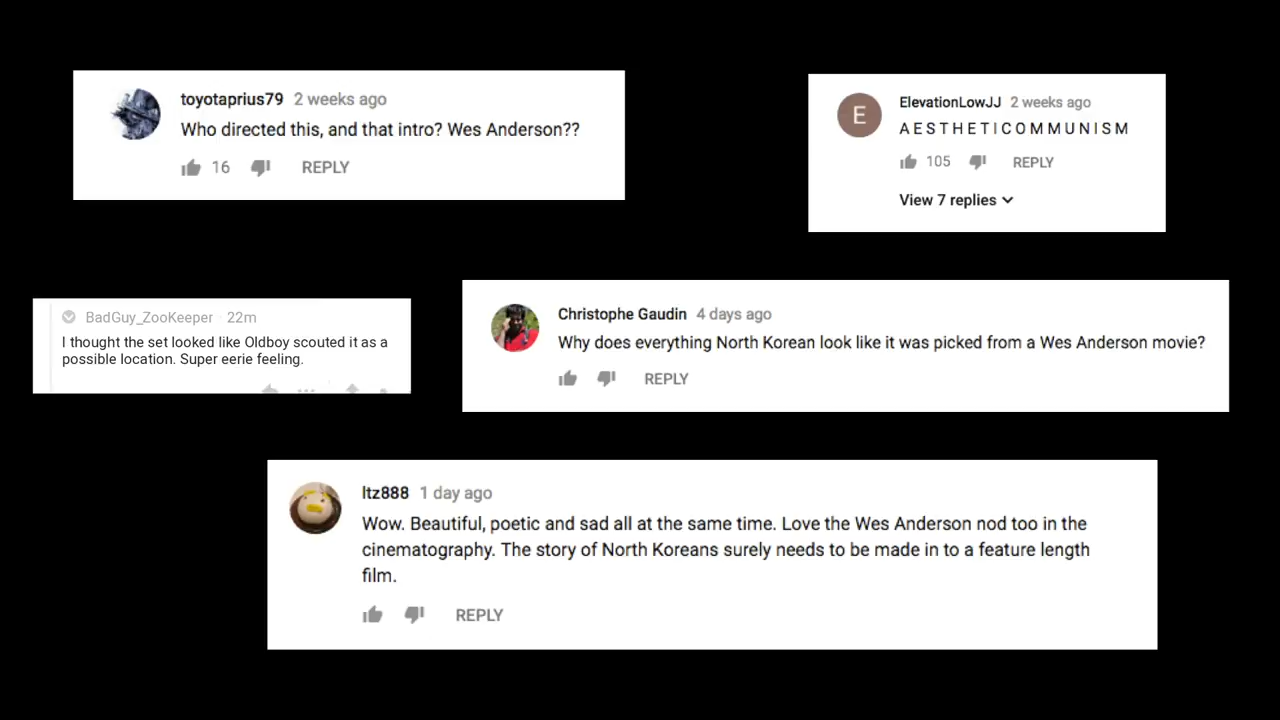 toyotaprius79 2 weeks ago
Who directed this, and that intro? Wes Anderson??
16 REPLY
E
ElevationLowJJ 2 weeks ago
A E S T H E T I C O M M U N I S M
105 REPLY
View 7 replies
BadGuy_ZooKeeper · 22m
I thought the set looked like Oldboy scouted it as a
possible location. Super eerie feeling.
Christophe Gaudin 4 days ago
Why does everything North Korean look like it was picked from a Wes Anderson movie?
REPLY
ltz888 1 day ago
Wow. Beautiful, poetic and sad all at the same time. Love the Wes Anderson nod too in the
cinematography. The story of North Koreans surely needs to be made in to a feature length
film.
REPLY